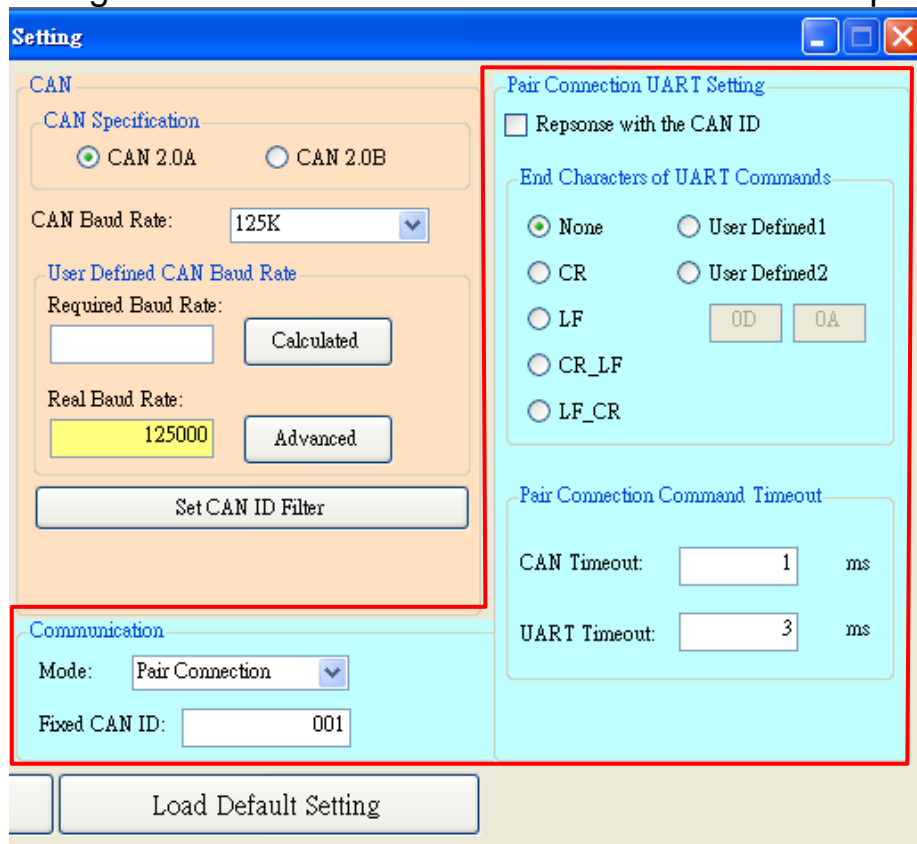 Setting
CAN
CAN Specification
CAN 2.0A
CAN 2.0B
CAN Baud Rate:
125K
User Defined CAN Baud Rate
Required Baud Rate:
Calculated
Real Baud Rate:
125000
Advanced
Set CAN ID Filter
Communication
Mode:
Pair Connection
Fixed CAN ID:
001
Pair Connection UART Setting
Repsonse with the CAN ID
End Characters of UART Commands
None
User Defined1
CR
User Defined2
LF
0D
0A
CR_LF
LF_CR
Pair Connection Command Timeout
CAN Timeout:
1
ms
UART Timeout:
3
ms
Load Default Setting